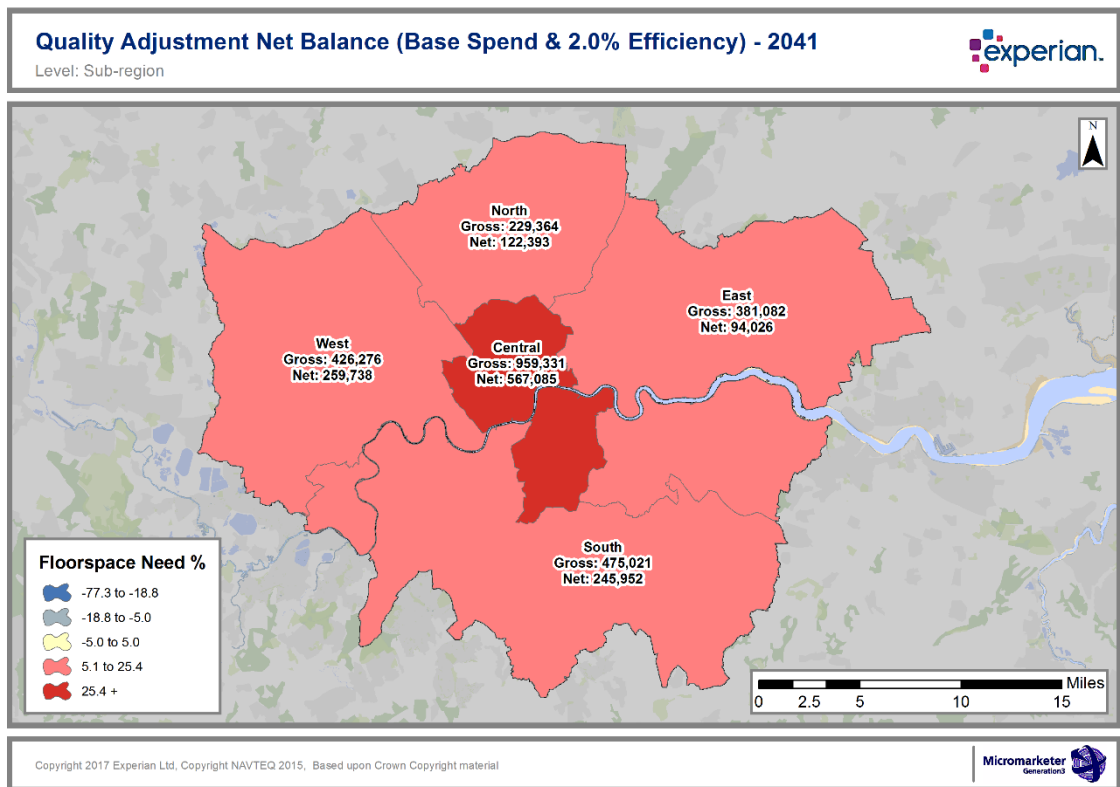 Quality Adjustment Net Balance (Base Spend & 2.0% Efficiency) - 2041
Level: Sub-region
experian.
N
North
Gross: 229,364
Net: 122,393
East
Gross: 381,082
Net: 94,026
West
Gross: 426,276
Net: 259,738
Central
Gross: 959,331
Net: 567,085
South
Gross: 475,021
Net: 245,952
Floorspace Need %
-77.3 to -18.8
-18.8 to -5.0
-5.0 to 5.0
5.1 to 25.4
25.4 +
Miles
0 2.5 5 10 15
Copyright 2017 Experian Ltd, Copyright NAVTEQ 2015, Based upon Crown Copyright material
Micromarketer
Generation3